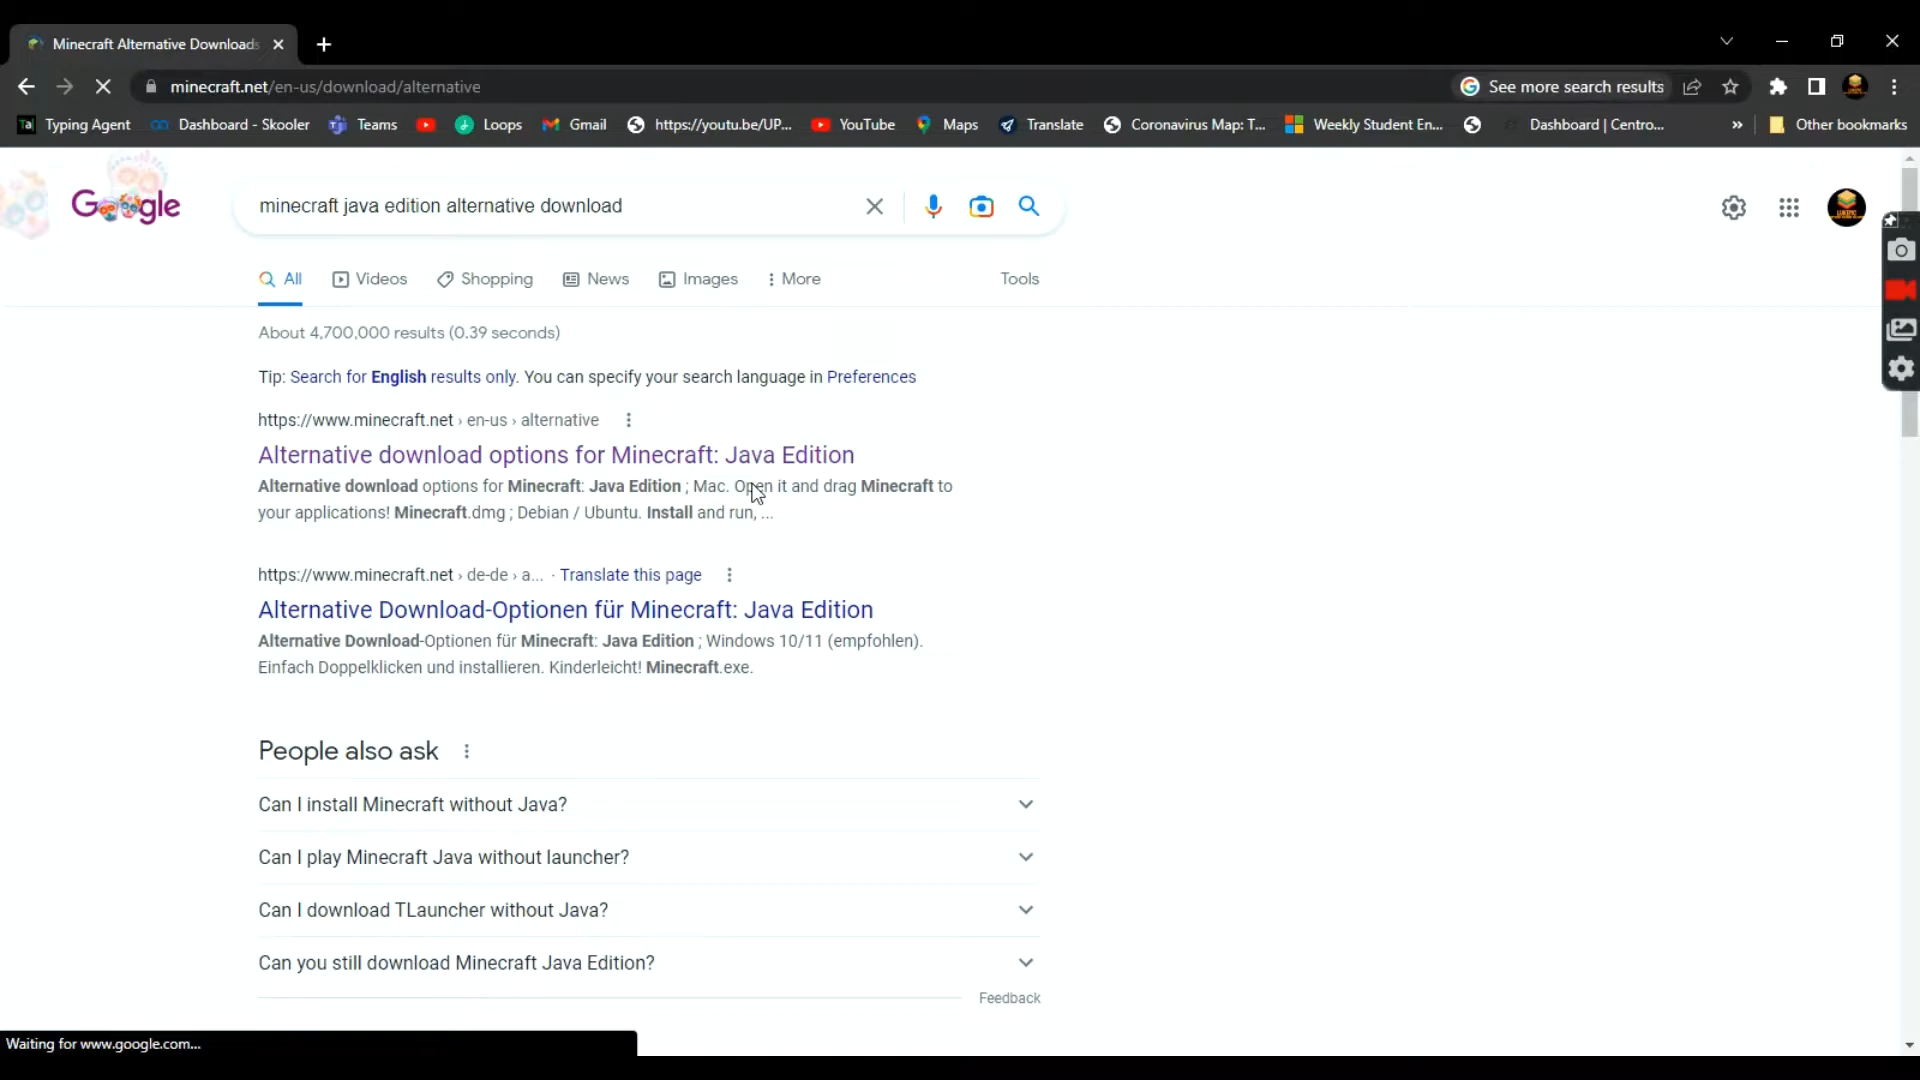 Minecraft Alternative Downloads
minecraft.net/en-us/download/alternative
See more search results
Typing Agent
Dashboard - Skooler
Teams
Loops
Gmail
https://youtu.be/UP...
YouTube
Maps
Translate
Coronavirus Map: T...
Weekly Student En...
Dashboard | Centro...
»
Other bookmarks
Google
minecraft java edition alternative download
All
Videos
Shopping
News
Images
More
Tools
About 4,700,000 results (0.39 seconds)
Tip: Search for English results only. You can specify your search language in Preferences
https://www.minecraft.net › en-us › alternative
Alternative download options for Minecraft: Java Edition
Alternative download options for Minecraft: Java Edition ; Mac. Open it and drag Minecraft to
your applications! Minecraft.dmg ; Debian / Ubuntu. Install and run, ...
https://www.minecraft.net › de-de › a... · Translate this page
Alternative Download-Optionen für Minecraft: Java Edition
Alternative Download-Optionen für Minecraft: Java Edition ; Windows 10/11 (empfohlen).
Einfach Doppelklicken und installieren. Kinderleicht! Minecraft.exe.
People also ask
Can I install Minecraft without Java?
Can I play Minecraft Java without launcher?
Can I download TLauncher without Java?
Can you still download Minecraft Java Edition?
Feedback
Waiting for www.google.com...